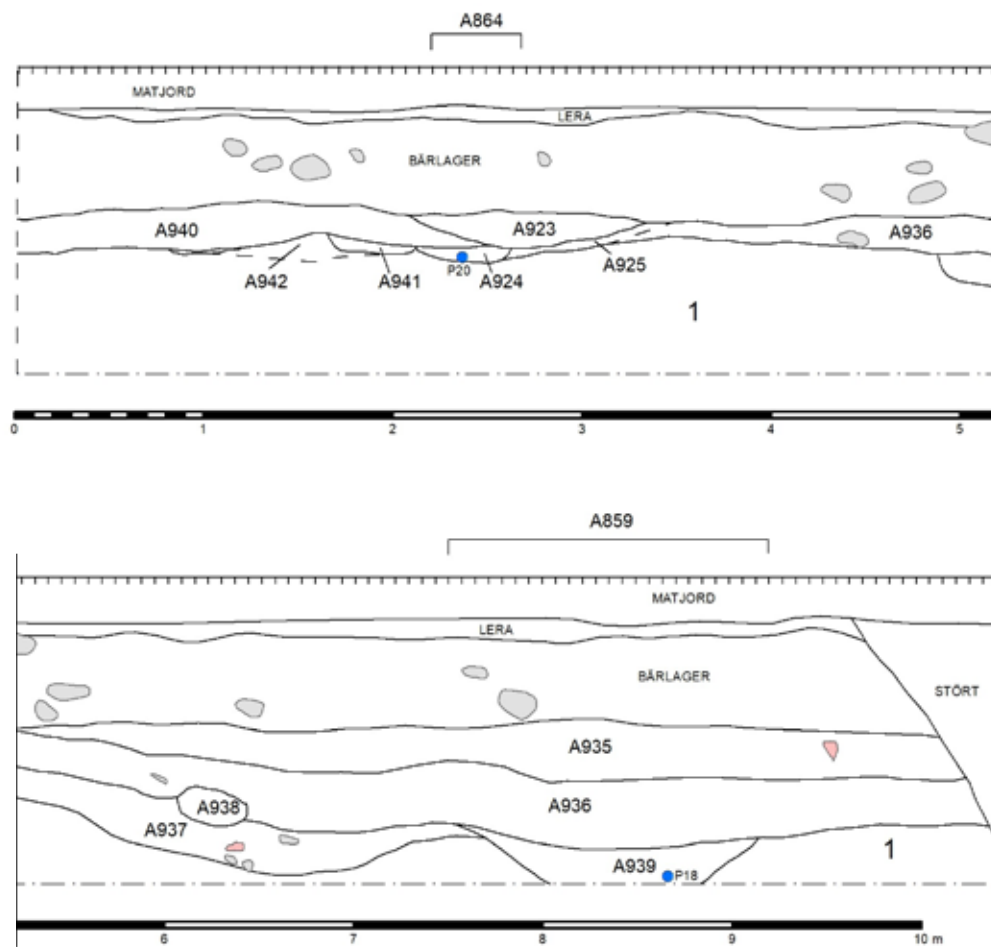 A864
MATJORD
LERA
BÄRLAGER
A940
A923
A936
A942
A941
P20
A924
A925
1
0 1 2 3 4 5
A859
MATJORD
LERA
BÄRLAGER
STÖRT
A935
A936
A938
A937
1
A939
P18
6 7 8 9 10 m